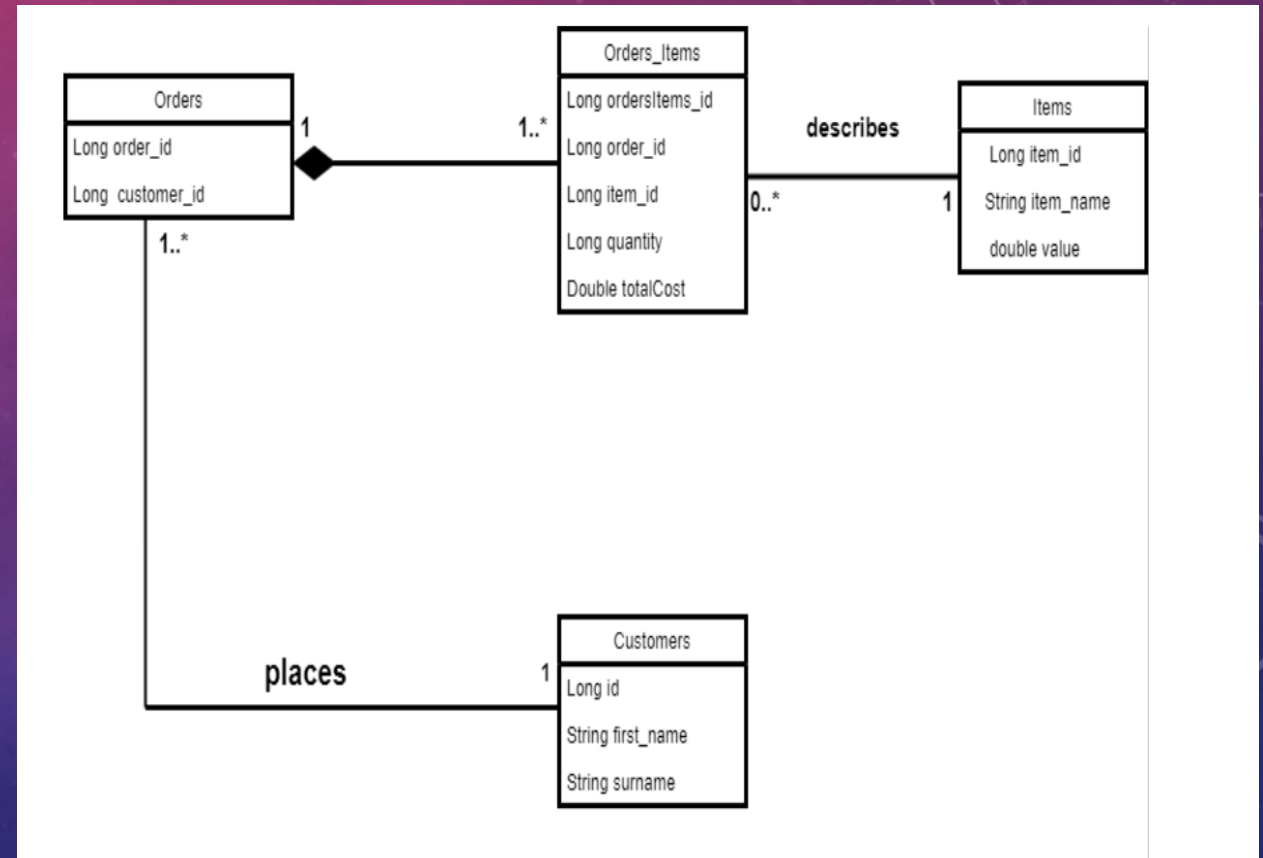 Orders
Long order_id
Long customer_id
1
1..*
1..*
Orders_Items
Long ordersItems_id
Long order_id
Long item_id
Long quantity
Double totalCost
describes
0..*
1
Items
Long item_id
String item_name
double value
places
1
Customers
Long id
String first_name
String surname